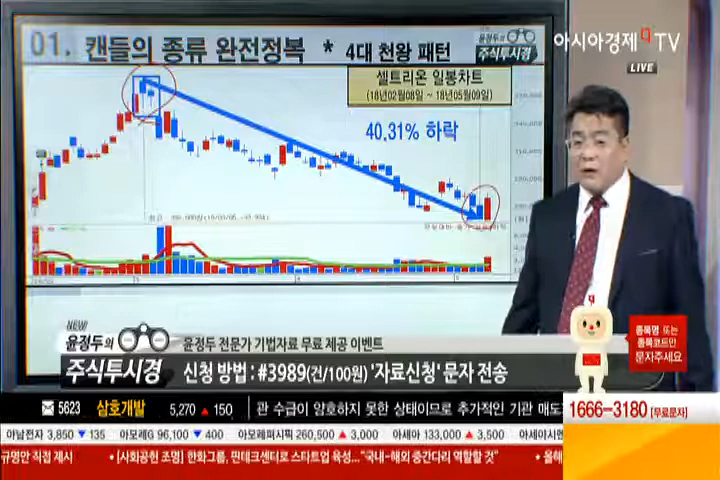 01. 캔들의 종류 완전정복 * 4대 천왕 패턴
윤정두의
주식투시경
아시아경제 TV
LIVE
셀트리온 일봉차트
(18년02월08일 ~ 18년05월09일)
40.31% 하락
NEW
윤정두의
주식투시경
윤정두 전문가 기법자료 무료 제공 이벤트
신청 방법 : #3989(건/100원) '자료신청' 문자 전송
종목명 또는
종목코드만
문자주세요
5623 삼호개발 5,270 ▲ 150
관 수급이 양호하지 못한 상태이므로 추가적인 기관 매도
1666-3180 [무료문자]
아남전자 3,850 ▼ 135 아모레G 96,100 ▼ 400 아모레퍼시픽 260,500 ▲ 3,000 아세아 133,000 ▲ 3,500 아세아시멘
규명안 직접 제시 • [사회공헌 조명] 한화그룹, 핀테크센터로 스타트업 육성... "국내-해외 중간다리 역할할 것" • 올해